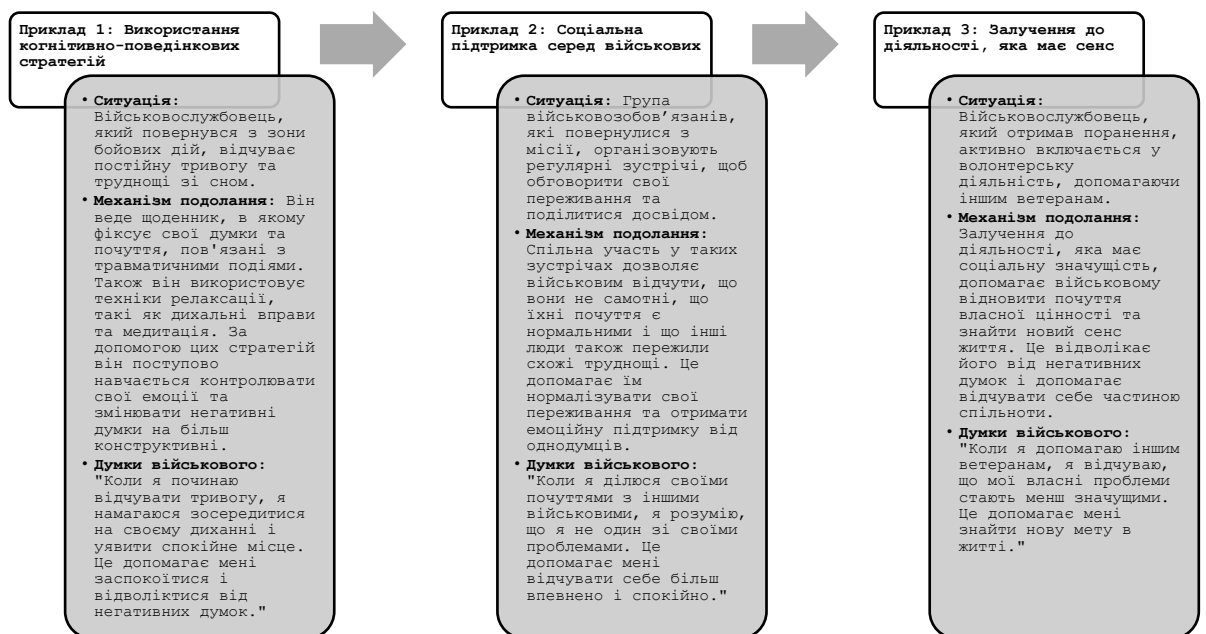 Приклад 1: Використання
когнітивно-поведінкових
стратегій
• Ситуація:
Військовослужбовець,
який повернувся з зони
бойових дій, відчуває
постійну тривогу та
труднощі зі сном.
• Механізм подолання: Він
веде щоденник, в якому
фіксує свої думки та
почуття, пов'язані з
травматичними подіями.
Також він використовує
техніки релаксації,
такі як дихальні вправи
та медитація. За
допомогою цих стратегій
він поступово
навчається контролювати
свої емоції та
змінювати негативні
думки на більш
конструктивні.
• Думки військового:
"Коли я починаю
відчувати тривогу, я
намагаюся зосередитися
на своєму диханні і
уявити спокійне місце.
Це допомагає мені
заспокоїтися і
відволіктися від
негативних думок."
Приклад 2: Соціальна
підтримка серед військових
• Ситуація: Група
військовозобов’язанів,
які повернулися з
місії, організовують
регулярні зустрічі, щоб
обговорити свої
переживання та
поділитися досвідом.
• Механізм подолання:
Спільна участь у таких
зустрічах дозволяє
військовим відчути, що
вони не самотні, що
їхні почуття є
нормальними і що інші
люди також пережили
схожі труднощі. Це
допомагає їм
нормалізувати свої
переживання та отримати
емоційну підтримку від
однодумців.
• Думки військового:
"Коли я ділюся своїми
почуттями з іншими
військовими, я розумію,
що я не один зі своїми
проблемами. Це
допомагає мені
відчувати себе більш
впевнено і спокійно."
Приклад 3: Залучення до
діяльності, яка має сенс
• Ситуація:
Військовослужбовець,
який отримав поранення,
активно включається у
волонтерську
діяльність, допомагаючи
іншим ветеранам.
• Механізм подолання:
Залучення до
діяльності, яка має
соціальну значущість,
допомагає військовому
відновити почуття
власної цінності та
знайти новий сенс
життя. Це відволікає
його від негативних
думок і допомагає
відчувати себе частиною
спільноти.
• Думки військового:
"Коли я допомагаю іншим
ветеранам, я відчуваю,
що мої власні проблеми
стають менш значущими.
Це допомагає мені
знайти нову мету в
житті."